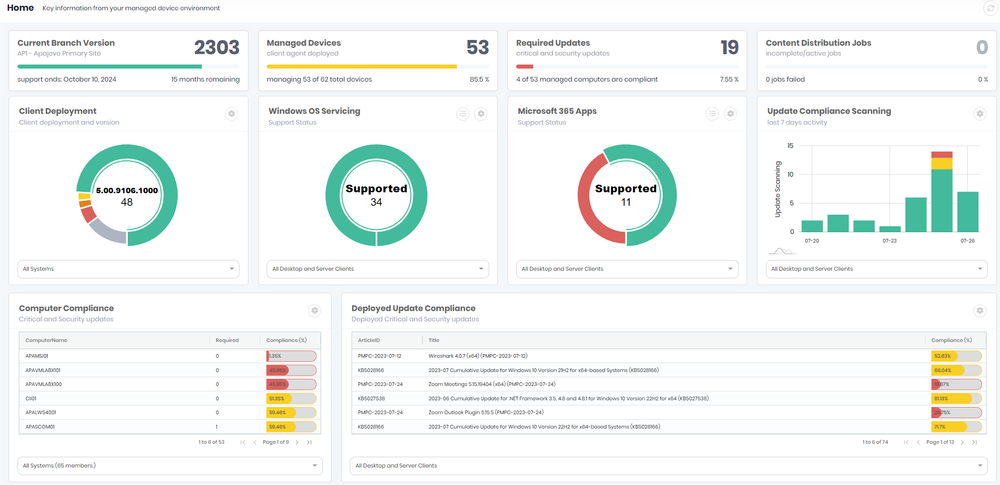 Home Key information from your managed device environment
Current Branch Version
AP1 - Apajove Primary Site
2303
support ends: October 10, 2024 15 months remaining
Managed Devices
client agent deployed
53
managing 53 of 62 total devices 85.5 %
Required Updates
critical and security updates
19
4 of 53 managed computers are compliant 7.55 %
Content Distribution Jobs
incomplete/active jobs
0
0 jobs failed 0 %
Client Deployment
Client deployment and version
5.00.9106.1000
48
All Systems
Windows OS Servicing
Support Status
Supported
34
All Desktop and Server Clients
Microsoft 365 Apps
Support Status
Supported
11
All Desktop and Server Clients
Update Compliance Scanning
last 7 days activity
Update Scanning
15
10
5
0
07-20 07-23 07-26
All Desktop and Server Clients
Computer Compliance
Critical and Security updates
ComputerName Required Compliance (%)
APAMSI01 0 1.35%
APAVMLABX101 0 45.95%
APAVMLABX100 0 45.95%
CII01 0 51.35%
APALW54001 0 59.46%
APASCOM01 1 59.46%
1 to 6 of 53 Page 1 of 9
All Systems (65 members.)
Deployed Update Compliance
Deployed Critical and Security updates
ArticleID Title Compliance (%)
PMPC-2023-07-12 Wireshark 4.0.7 (x64) (PMPC-2023-07-12) 52.83%
KB5028166 2023-07 Cumulative Update for Windows 10 Version 21H2 for x64-based Systems (KB5028166) 66.04%
PMPC-2023-07-24 Zoom Meetings 5.15.19404 (x64) (PMPC-2023-07-24) 18.87%
KB5027538 2023-06 Cumulative Update for .NET Framework 3.5, 4.8 and 4.8.1 for Windows 10 Version 22H2 for x64 (KB5027538) 81.13%
PMPC-2023-07-24 Zoom Outlook Plugin 5.15.5 (PMPC-2023-07-24) 20.75%
KB5028166 2023-07 Cumulative Update for Windows 10 Version 22H2 for x64-based Systems (KB5028166) 71.7%
1 to 6 of 74 Page 1 of 13
All Desktop and Server Clients